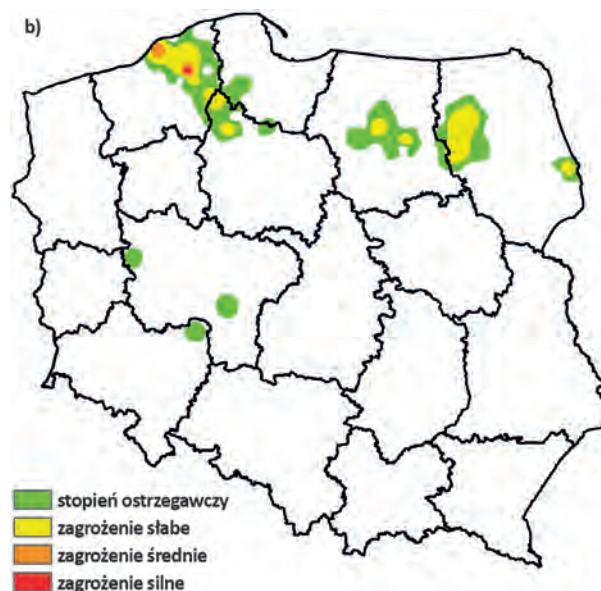 b)
stopień ostrzegawczy
zagrożenie słabe
zagrożenie średnie
zagrożenie silne